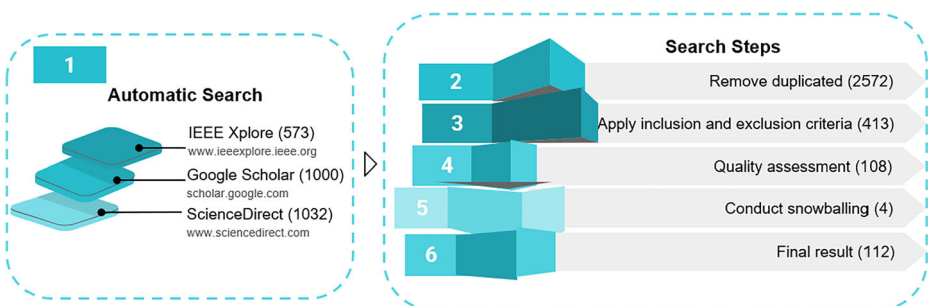 1
Automatic Search
IEEE Xplore (573)
www.ieeexplore.ieee.org
Google Scholar (1000)
scholar.google.com
ScienceDirect (1032)
www.sciencedirect.com
Search Steps
2 Remove duplicated (2572)
3 Apply inclusion and exclusion criteria (413)
4 Quality assessment (108)
5 Conduct snowballing (4)
6 Final result (112)